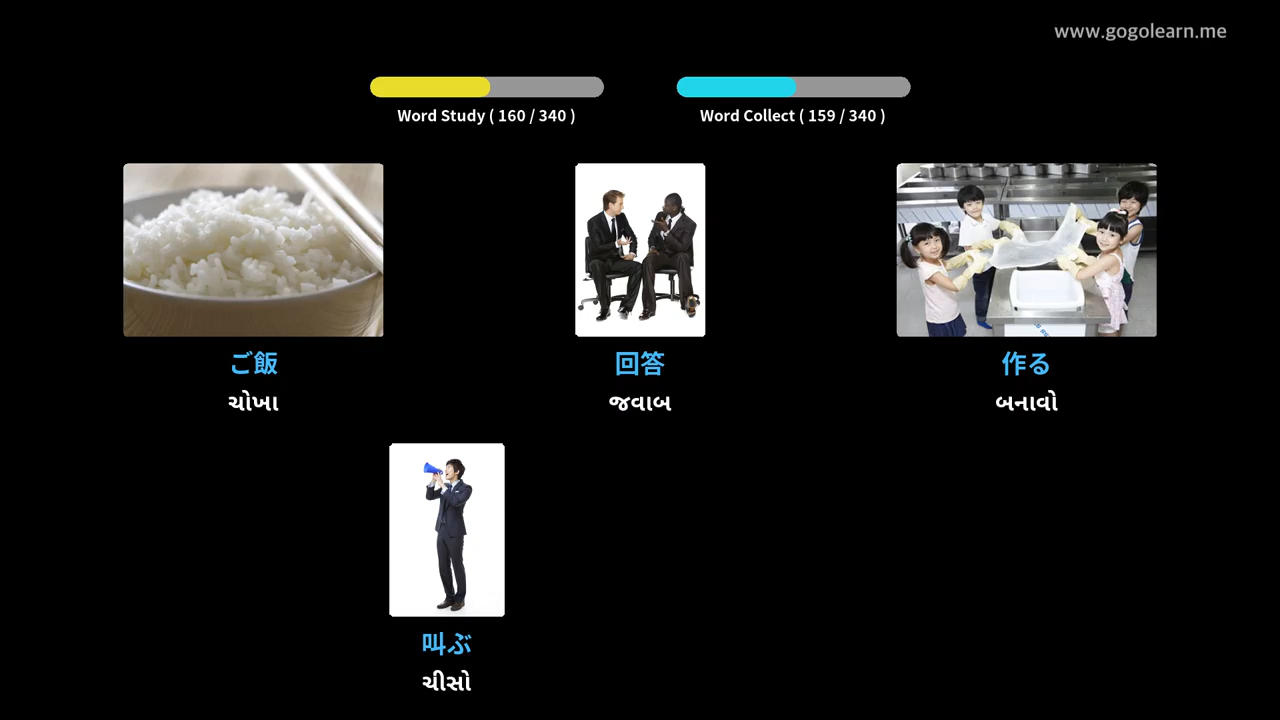 www.gogolearn.me
Word Study ( 160 / 340 )
Word Collect ( 159 / 340 )
ご飯
ચોખા
回答
જવાબ
作る
બનાવો
叫ぶ
ચીસો